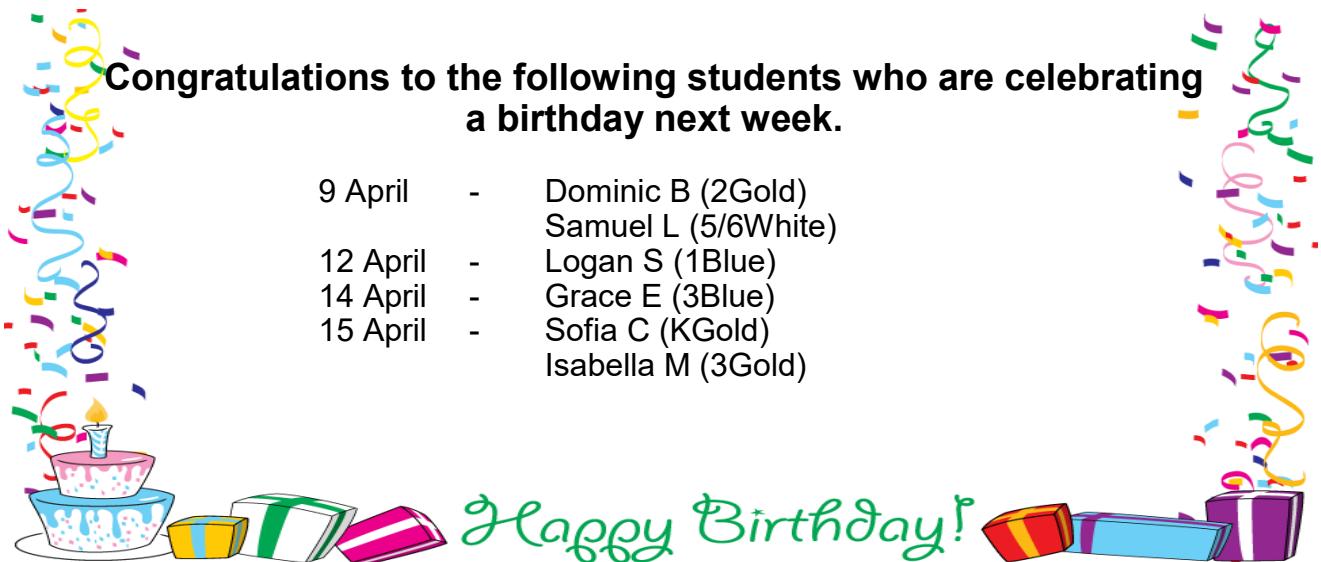 Congratulations to the following students who are celebrating
a birthday next week.
9 April - Dominic B (2Gold)
Samuel L (5/6White)
12 April - Logan S (1Blue)
14 April - Grace E (3Blue)
15 April - Sofia C (KGold)
Isabella M (3Gold)
Happy Birthday!